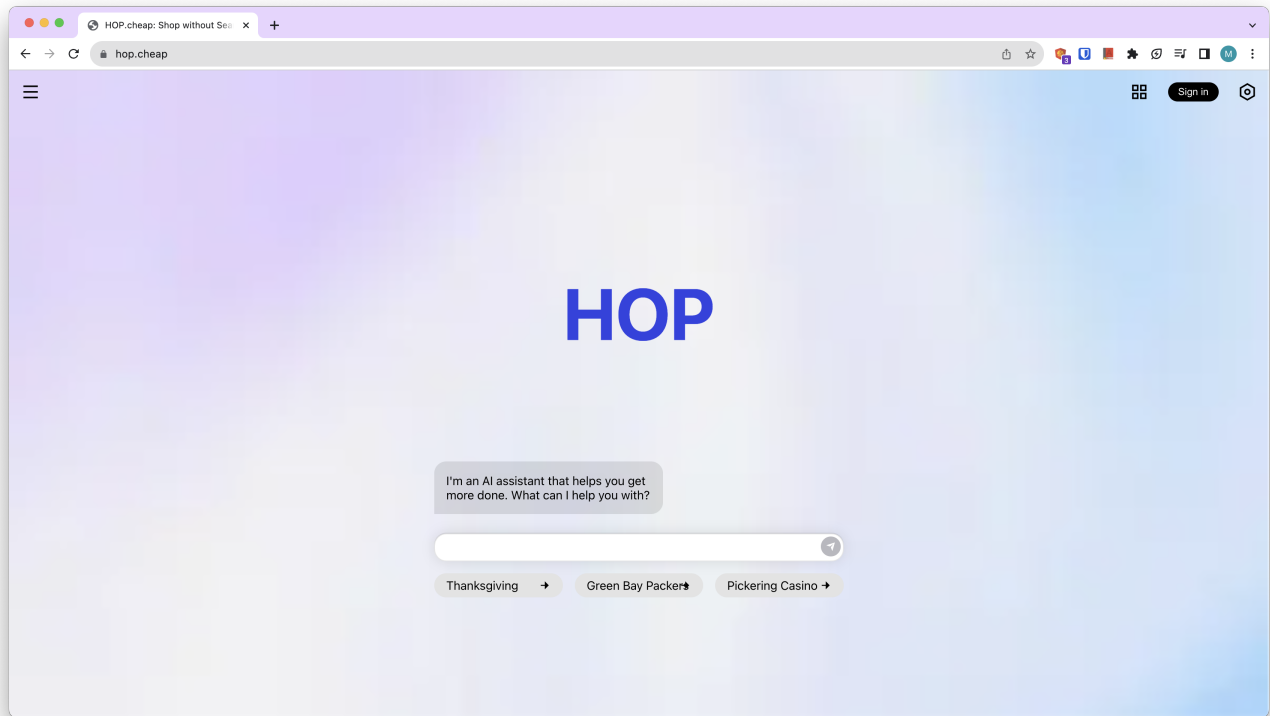 HOP.cheap: Shop without Sea
hop.cheap
3
M
Sign in
HOP
I'm an AI assistant that helps you get
more done. What can I help you with?
Thanksgiving
Green Bay Packers
Pickering Casino